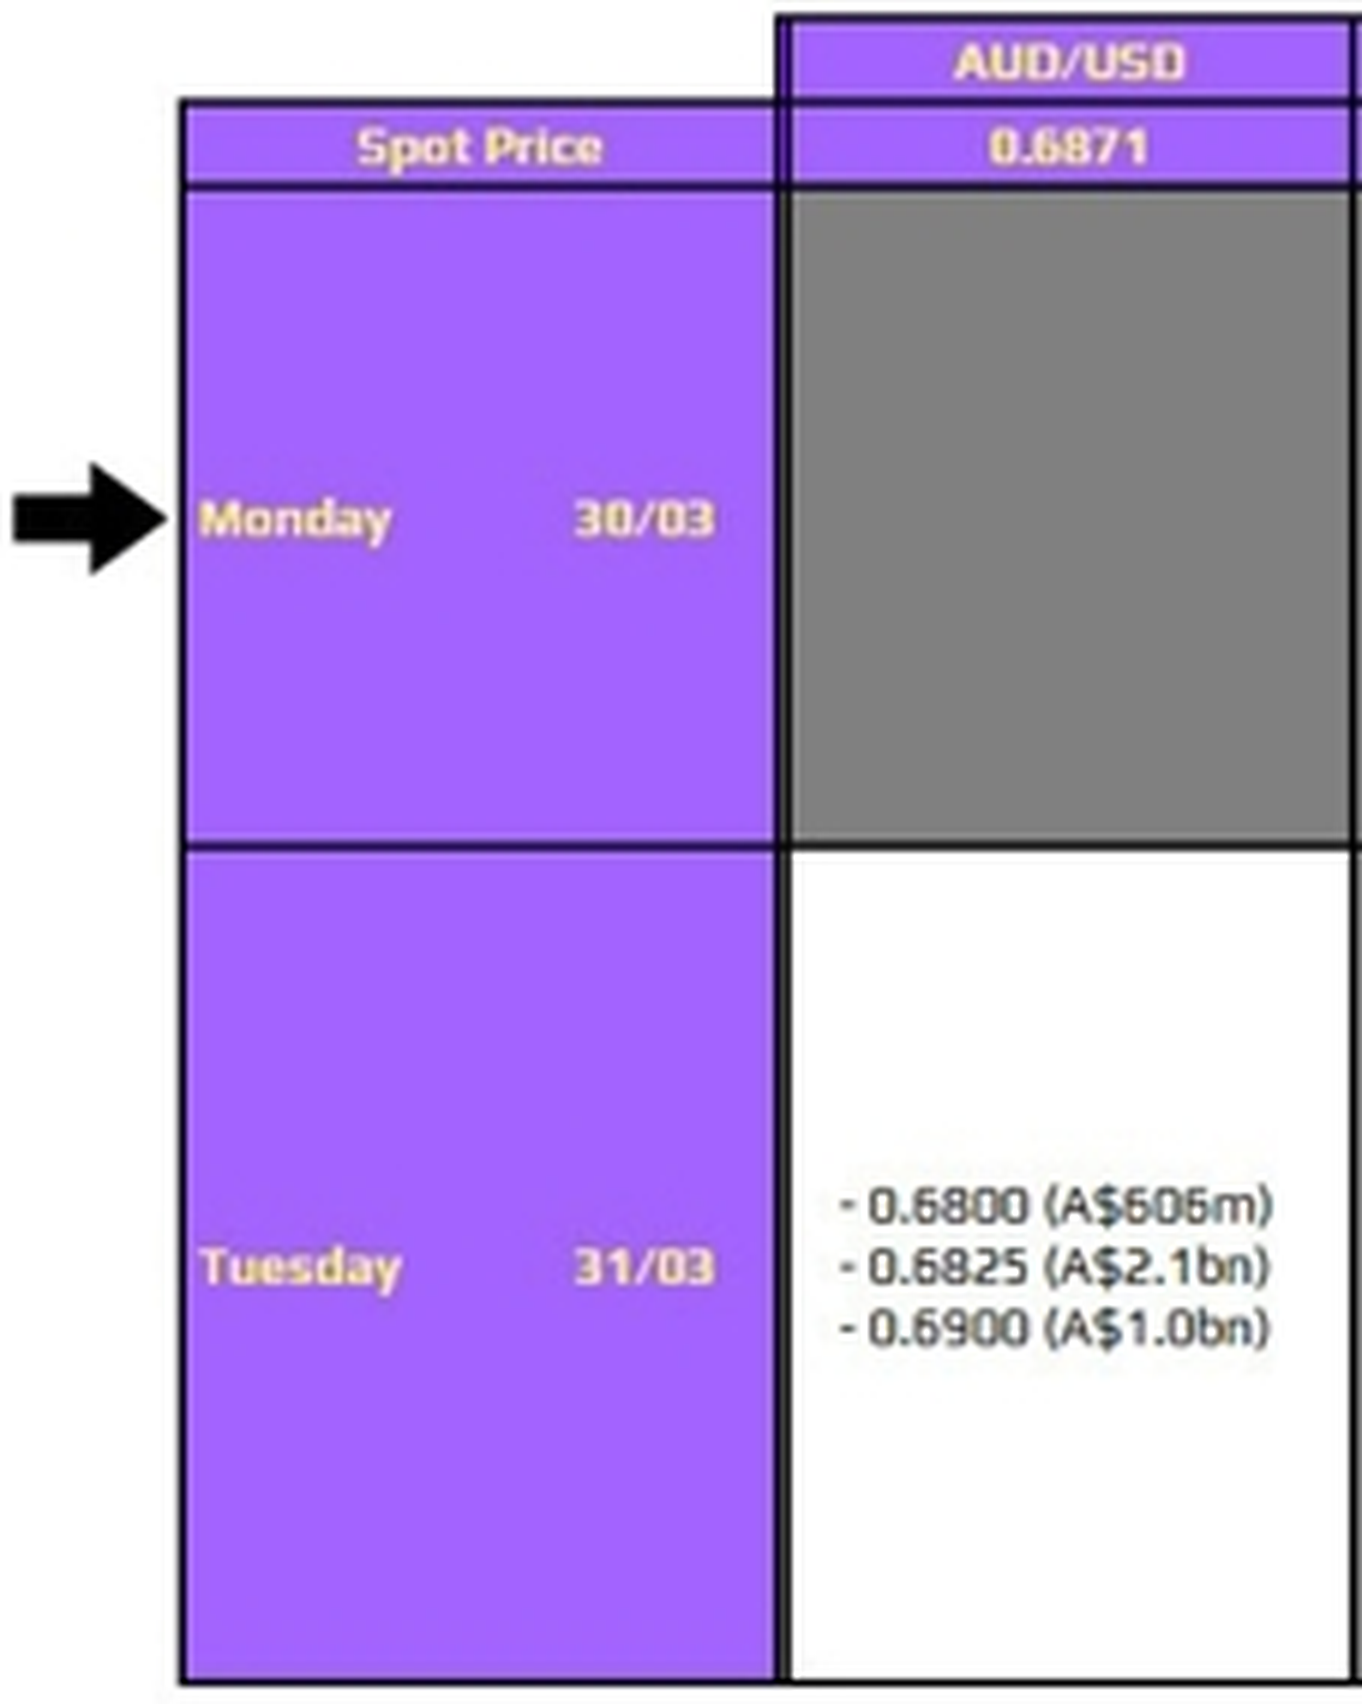 AUD/USD
Spot Price 0.6871
Monday 30/03
Tuesday 31/03
- 0.6800 (A$606m)
- 0.6825 (A$2.1bn)
- 0.6900 (A$1.0bn)